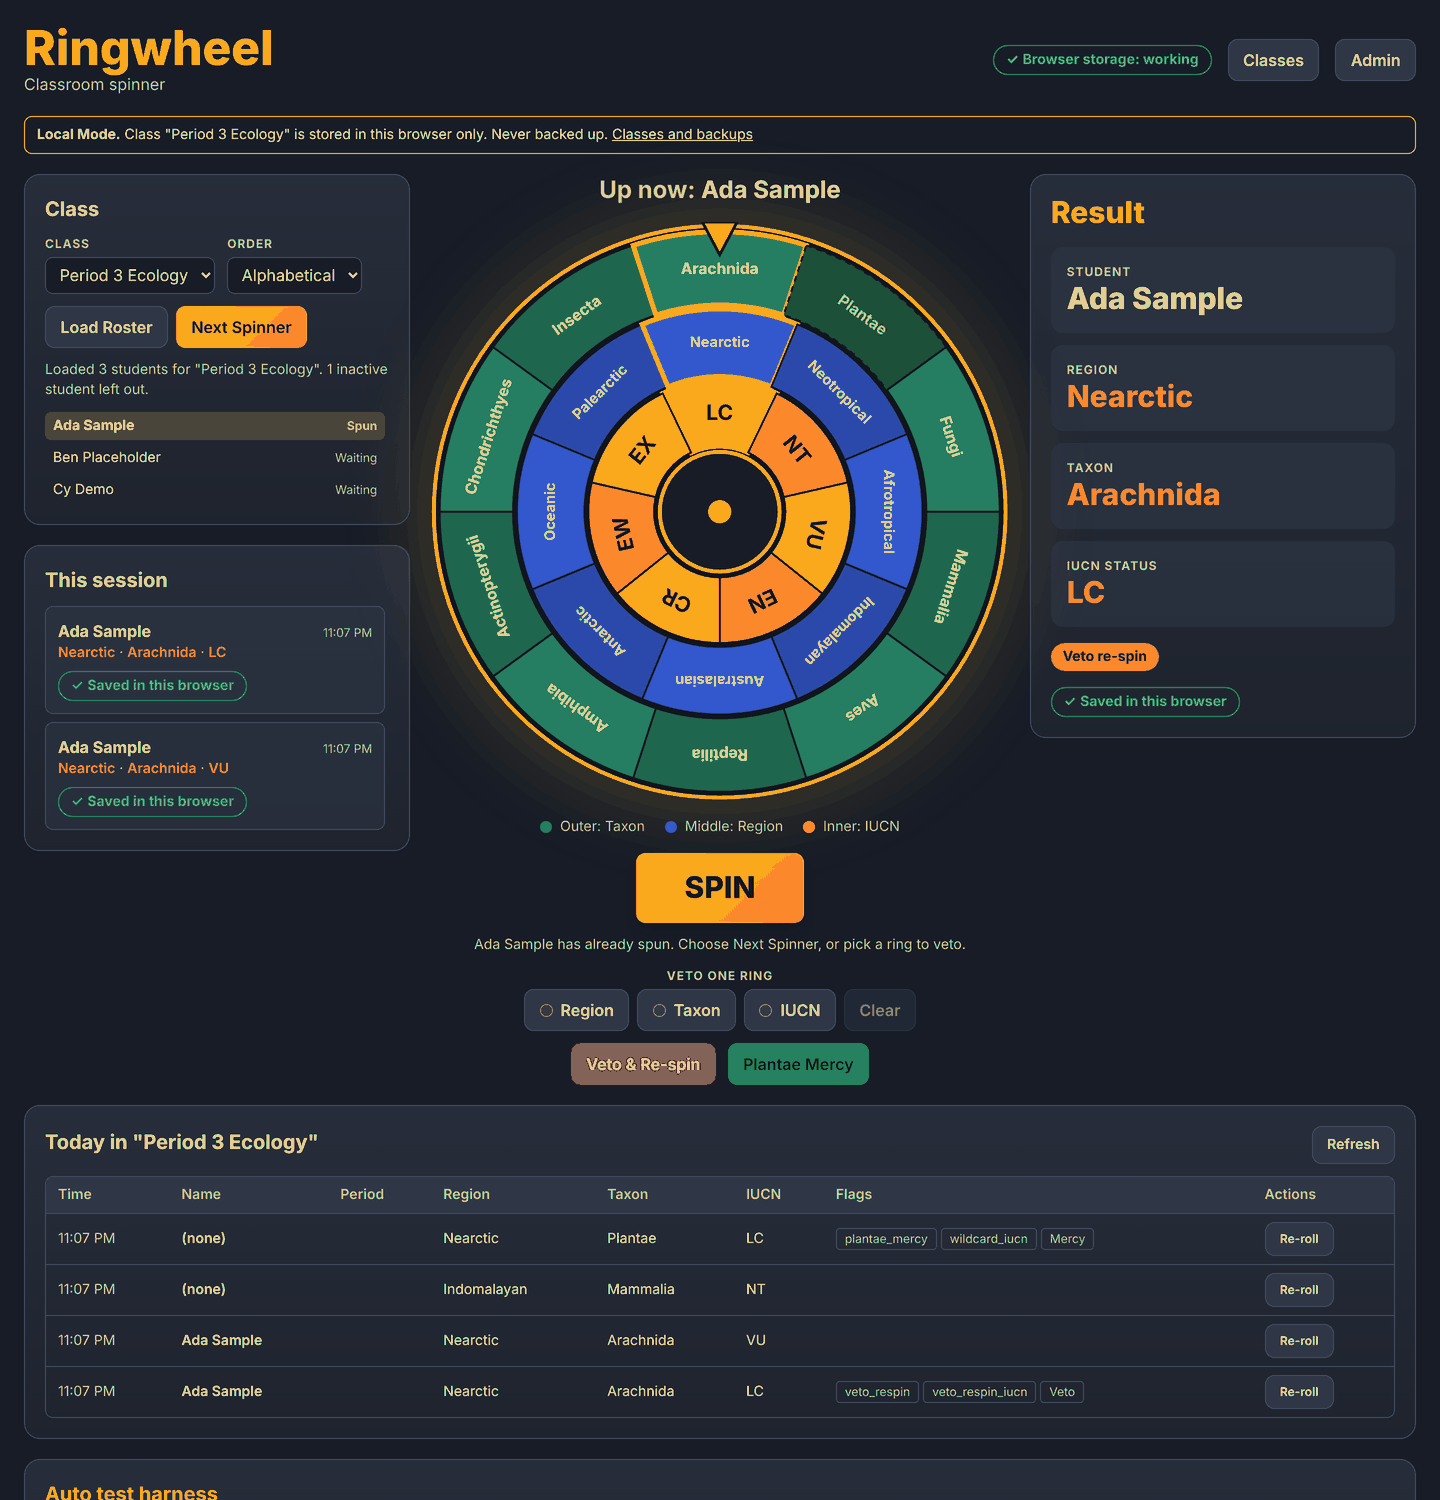 Ringwheel
Classroom spinner
✓ Browser storage: working
Classes
Admin
Local Mode. Class "Period 3 Ecology" is stored in this browser only. Never backed up. Classes and backups
Class
CLASS
ORDER
Period 3 Ecology
Alphabetical
Load Roster
Next Spinner
Loaded 3 students for "Period 3 Ecology". 1 inactive
student left out.
Ada Sample Spun
Ben Placeholder Waiting
Cy Demo Waiting
This session
Ada Sample 11:07 PM
Nearctic · Arachnida · LC
✓ Saved in this browser
Ada Sample 11:07 PM
Nearctic · Arachnida · VU
✓ Saved in this browser
Up now: Ada Sample
Arachnida
Plantae
Fungi
Mammalia
Aves
Reptilia
Amphibia
Actinopterygii
Chondrichthyes
Insecta
Nearctic
Neotropical
Afrotropical
Indomalayan
Australasian
Antarctic
Oceanic
Palearctic
LC
NT
VU
EN
CR
EW
EX
Outer: Taxon
Middle: Region
Inner: IUCN
SPIN
Ada Sample has already spun. Choose Next Spinner, or pick a ring to veto.
VETO ONE RING
Region
Taxon
IUCN
Clear
Veto & Re-spin
Plantae Mercy
Result
STUDENT
Ada Sample
REGION
Nearctic
TAXON
Arachnida
IUCN STATUS
LC
Veto re-spin
✓ Saved in this browser
Today in "Period 3 Ecology"
Refresh
Time Name Period Region Taxon IUCN Flags Actions
11:07 PM (none) Nearctic Plantae LC plantae_mercy wildcard_iucn Mercy Re-roll
11:07 PM (none) Indomalayan Mammalia NT Re-roll
11:07 PM Ada Sample Nearctic Arachnida VU Re-roll
11:07 PM Ada Sample Nearctic Arachnida LC veto_respin veto_respin_iucn Veto Re-roll
Auto test harness